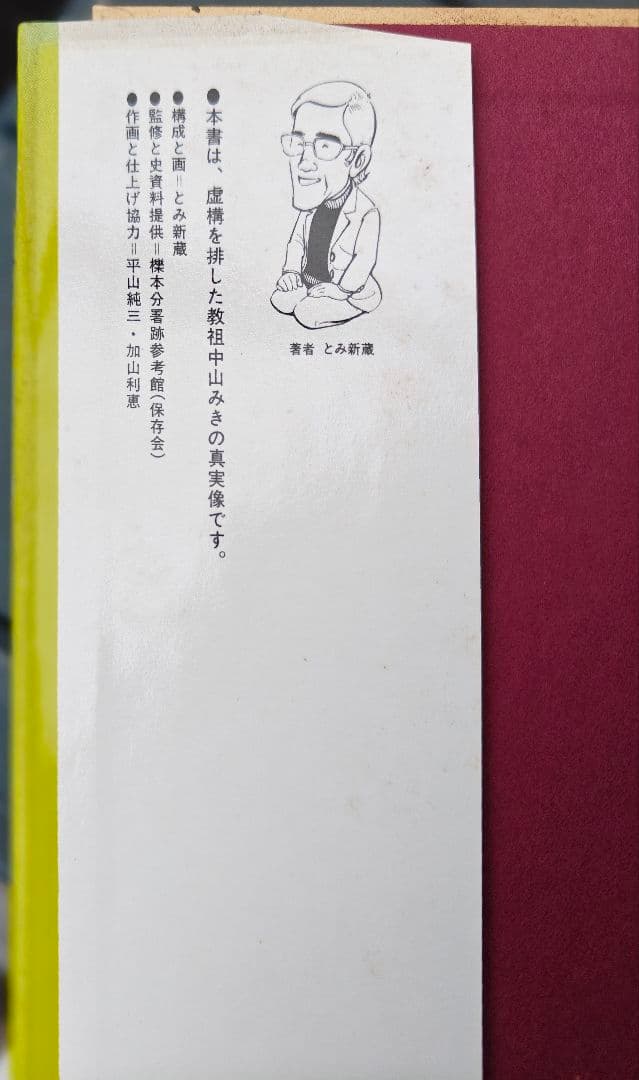 著者 とみ新蔵
●本書は、虚構を排した教祖中山みきの真実像です。
●構成と画＝とみ新蔵
●監修と史資料提供＝櫟本分署跡参考館(保存会)
●作画と仕上げ協力＝平山純三・加山利恵